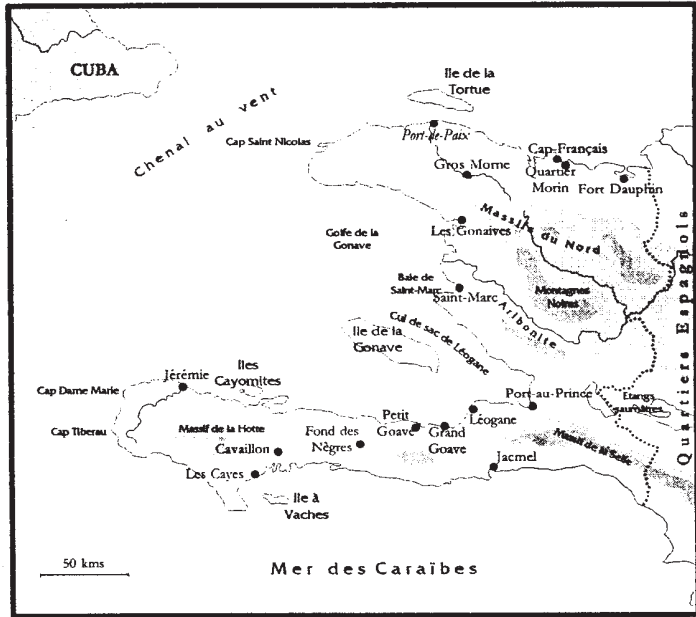 CUBA
Ile de la
Tortue
Chenal au vent
Port-de-Paix
Cap Saint Nicolas
Cap-Français
Gros Morne
Quartier
Morin
Fort Dauphin
Massifs du Nord
Les Gonaives
Golfe de la
Gonave
Quartiers Espagnols
Baie de
Saint-Marc
Saint-Marc
Montagnes
Noires
Artibonite
Cul de sac de Léogane
Ile de la
Gonave
Jérémie
Iles
Cayomites
Cap Dame Marie
Port-au-Prince
Etangs
saumâtres
Léogane
Petit
Goave
Grand
Goave
Cap Tiberau
Massif de la Hotte
Fond des
Nègres
Massif de la Selle
Cavaillon
Jacmel
Les Cayes
Ile à
Vaches
50 kms
Mer des Caraïbes